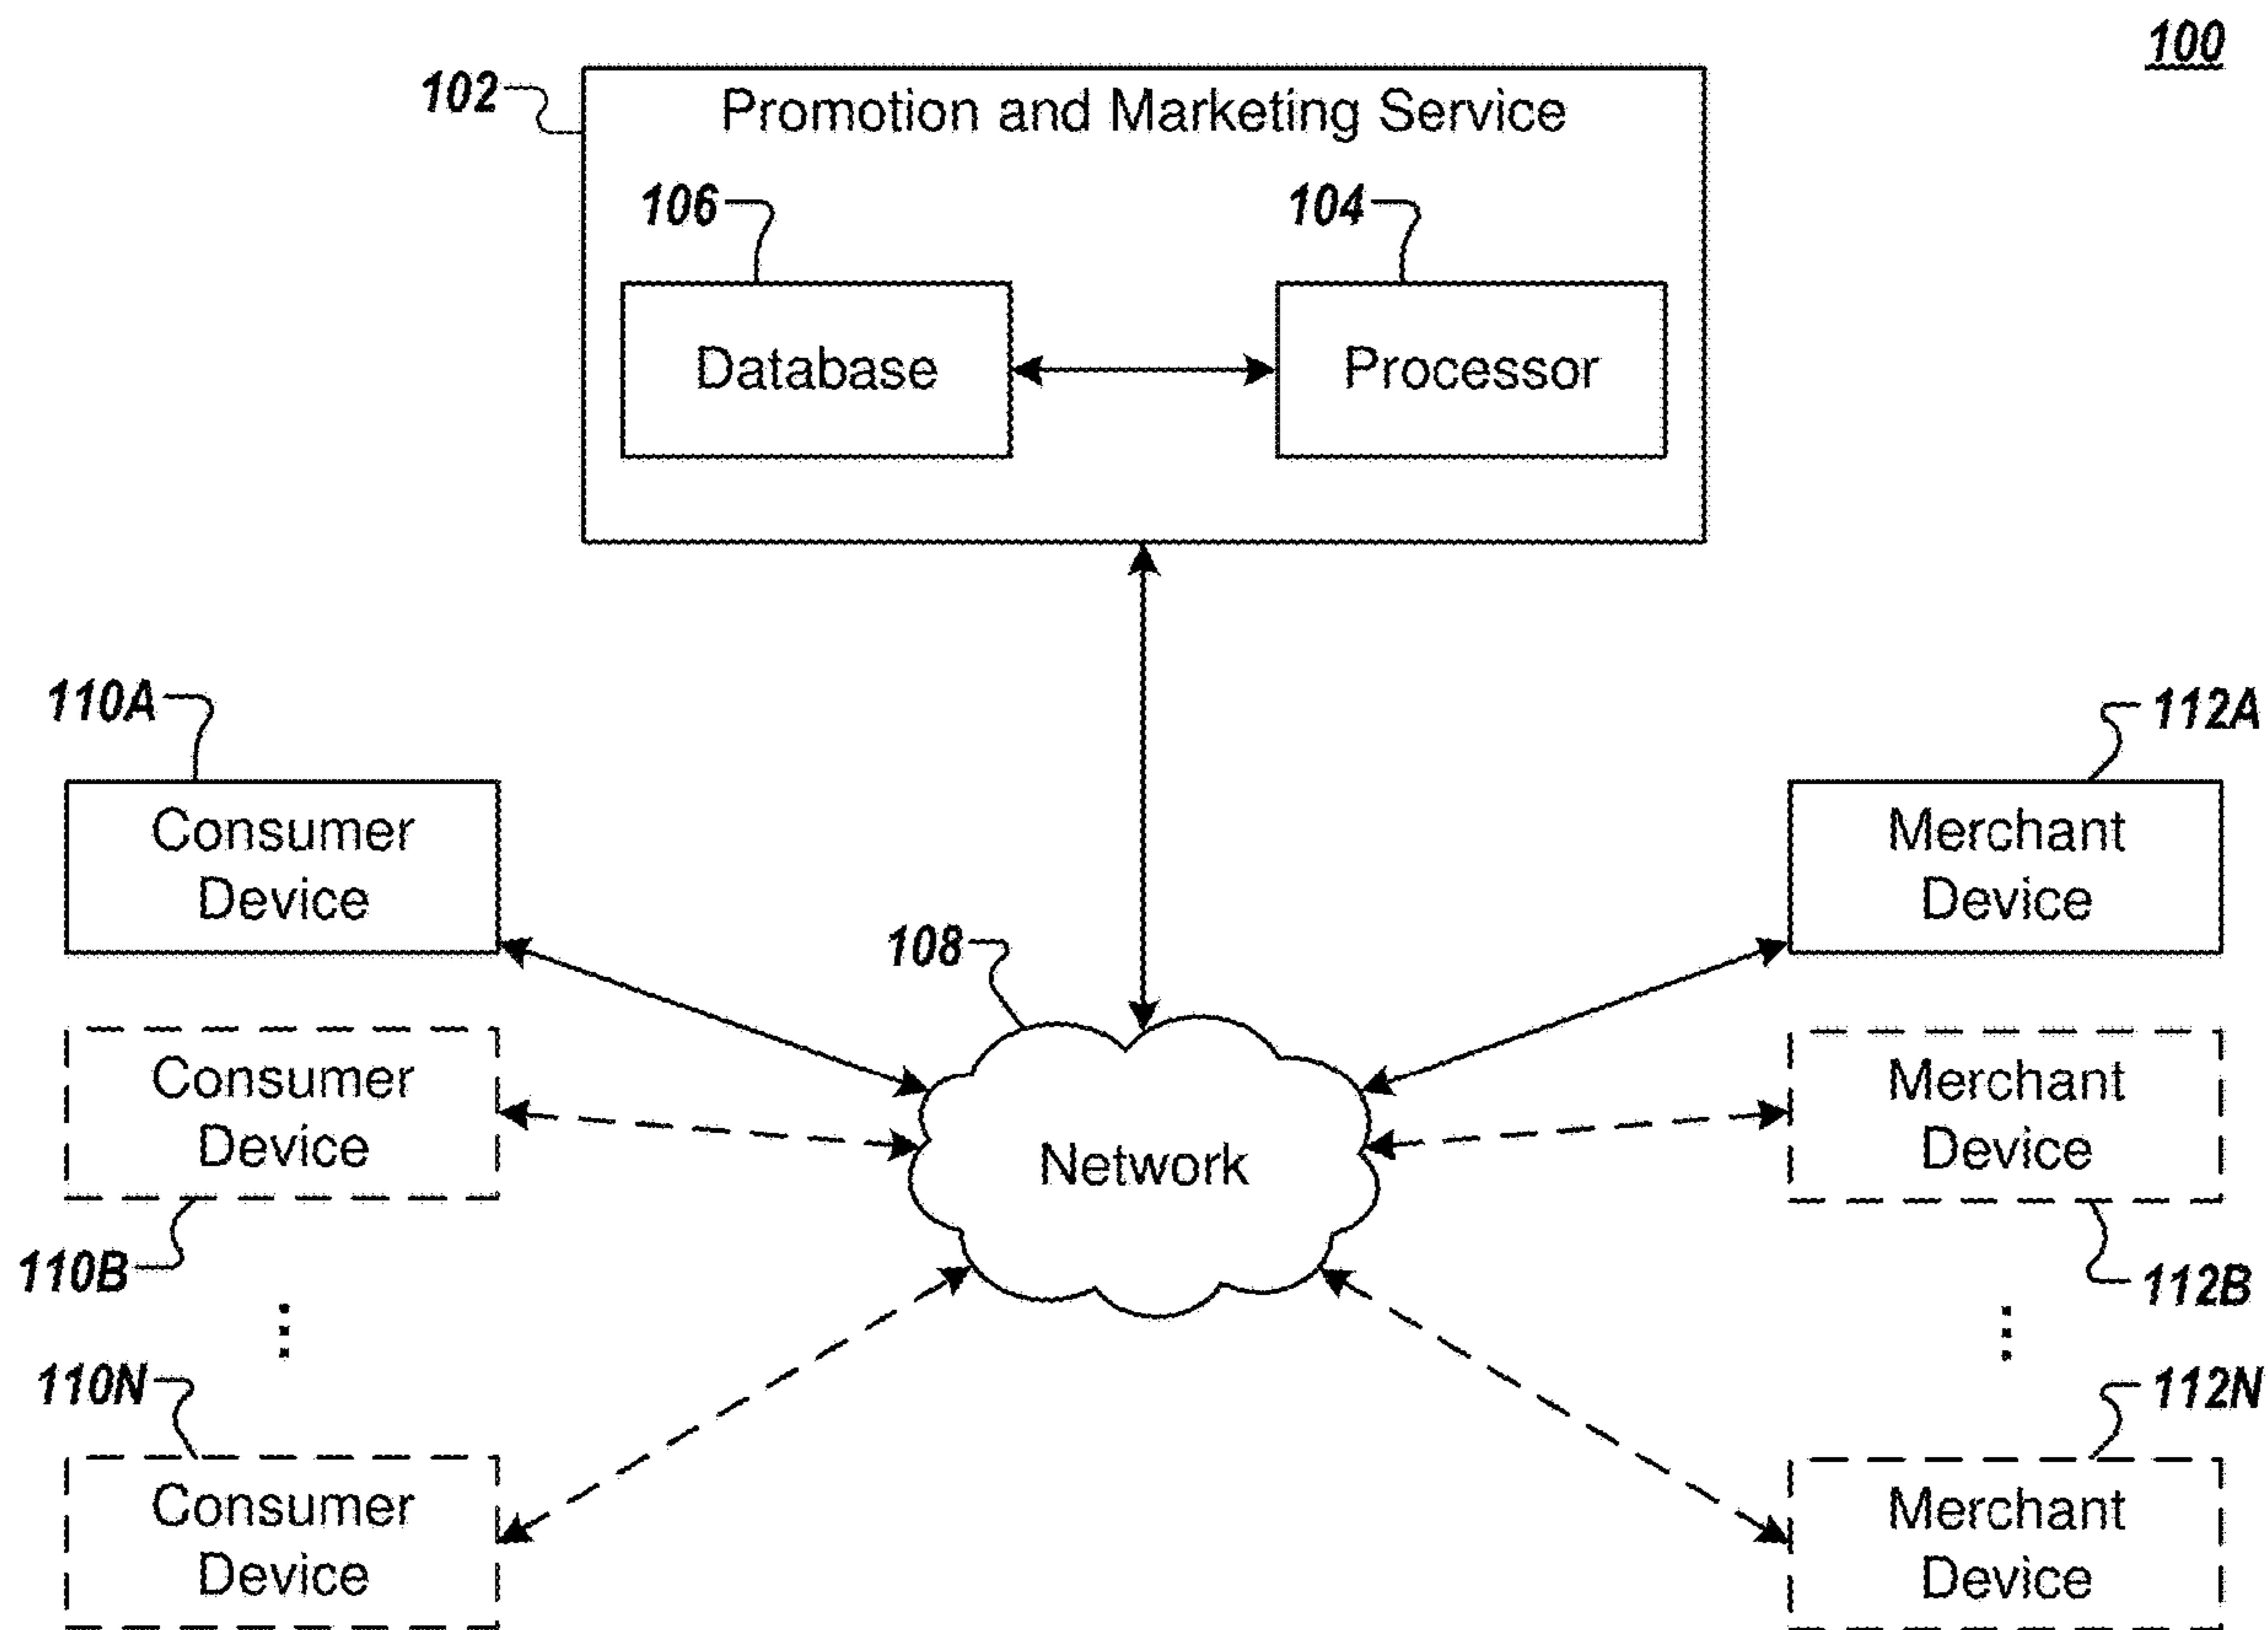 100
102
Promotion and Marketing Service
106
104
Database
Processor
110A
112A
Consumer
Device
Merchant
Device
108
Consumer
Device
Network
Merchant
Device
110B
112B
110N
112N
Consumer
Device
Merchant
Device